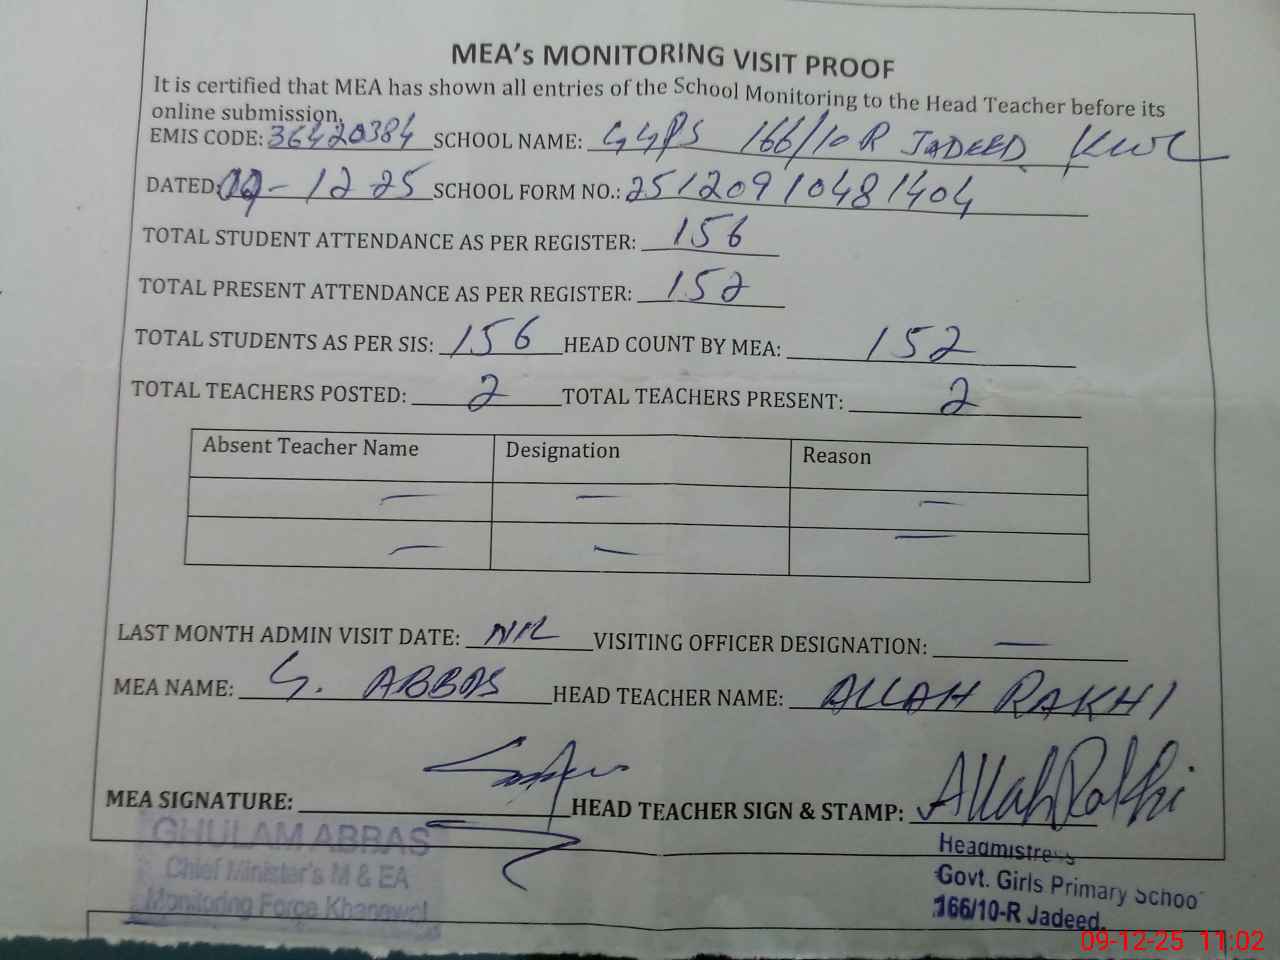 MEA's MONITORING VISIT PROOF
It is certified that MEA has shown all entries of the School Monitoring to the Head Teacher before its
online submission.
EMIS CODE: 36420384 SCHOOL NAME: GGPS 166/10-R JADEED KWL
DATED: 09-12-25 SCHOOL FORM NO.: 25120910481404
TOTAL STUDENT ATTENDANCE AS PER REGISTER: 156
TOTAL PRESENT ATTENDANCE AS PER REGISTER: 152
TOTAL STUDENTS AS PER SIS: 156 HEAD COUNT BY MEA: 152
TOTAL TEACHERS POSTED: 2 TOTAL TEACHERS PRESENT: 2
Absent Teacher Name Designation Reason
— — —
— — —
LAST MONTH ADMIN VISIT DATE: NIL VISITING OFFICER DESIGNATION: —
MEA NAME: G. ABBAS HEAD TEACHER NAME: ALLAH RAKHI
MEA SIGNATURE: HEAD TEACHER SIGN & STAMP: Allah Rakhi
GHULAM ABBAS
Chief Minister's M & EA
Monitoring Force Khanewal
Headmistress
Govt. Girls Primary School
166/10-R Jadeed.
09-12-25 11:02